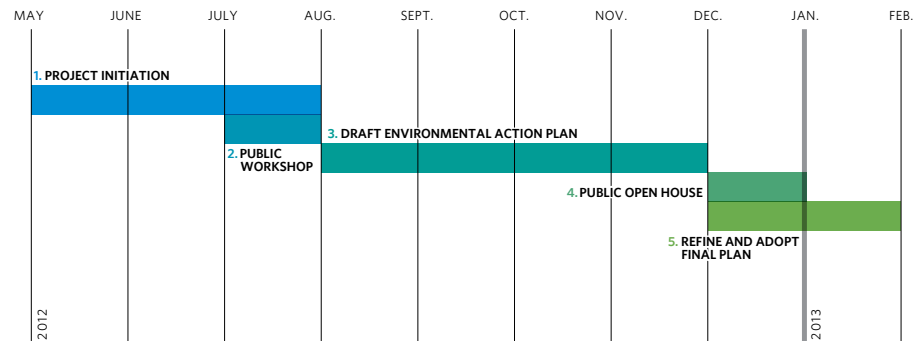 MAY JUNE JULY AUG. SEPT. OCT. NOV. DEC. JAN. FEB.
1. PROJECT INITIATION
3. DRAFT ENVIRONMENTAL ACTION PLAN
2. PUBLIC
WORKSHOP
4. PUBLIC OPEN HOUSE
5. REFINE AND ADOPT
FINAL PLAN
2012
2013